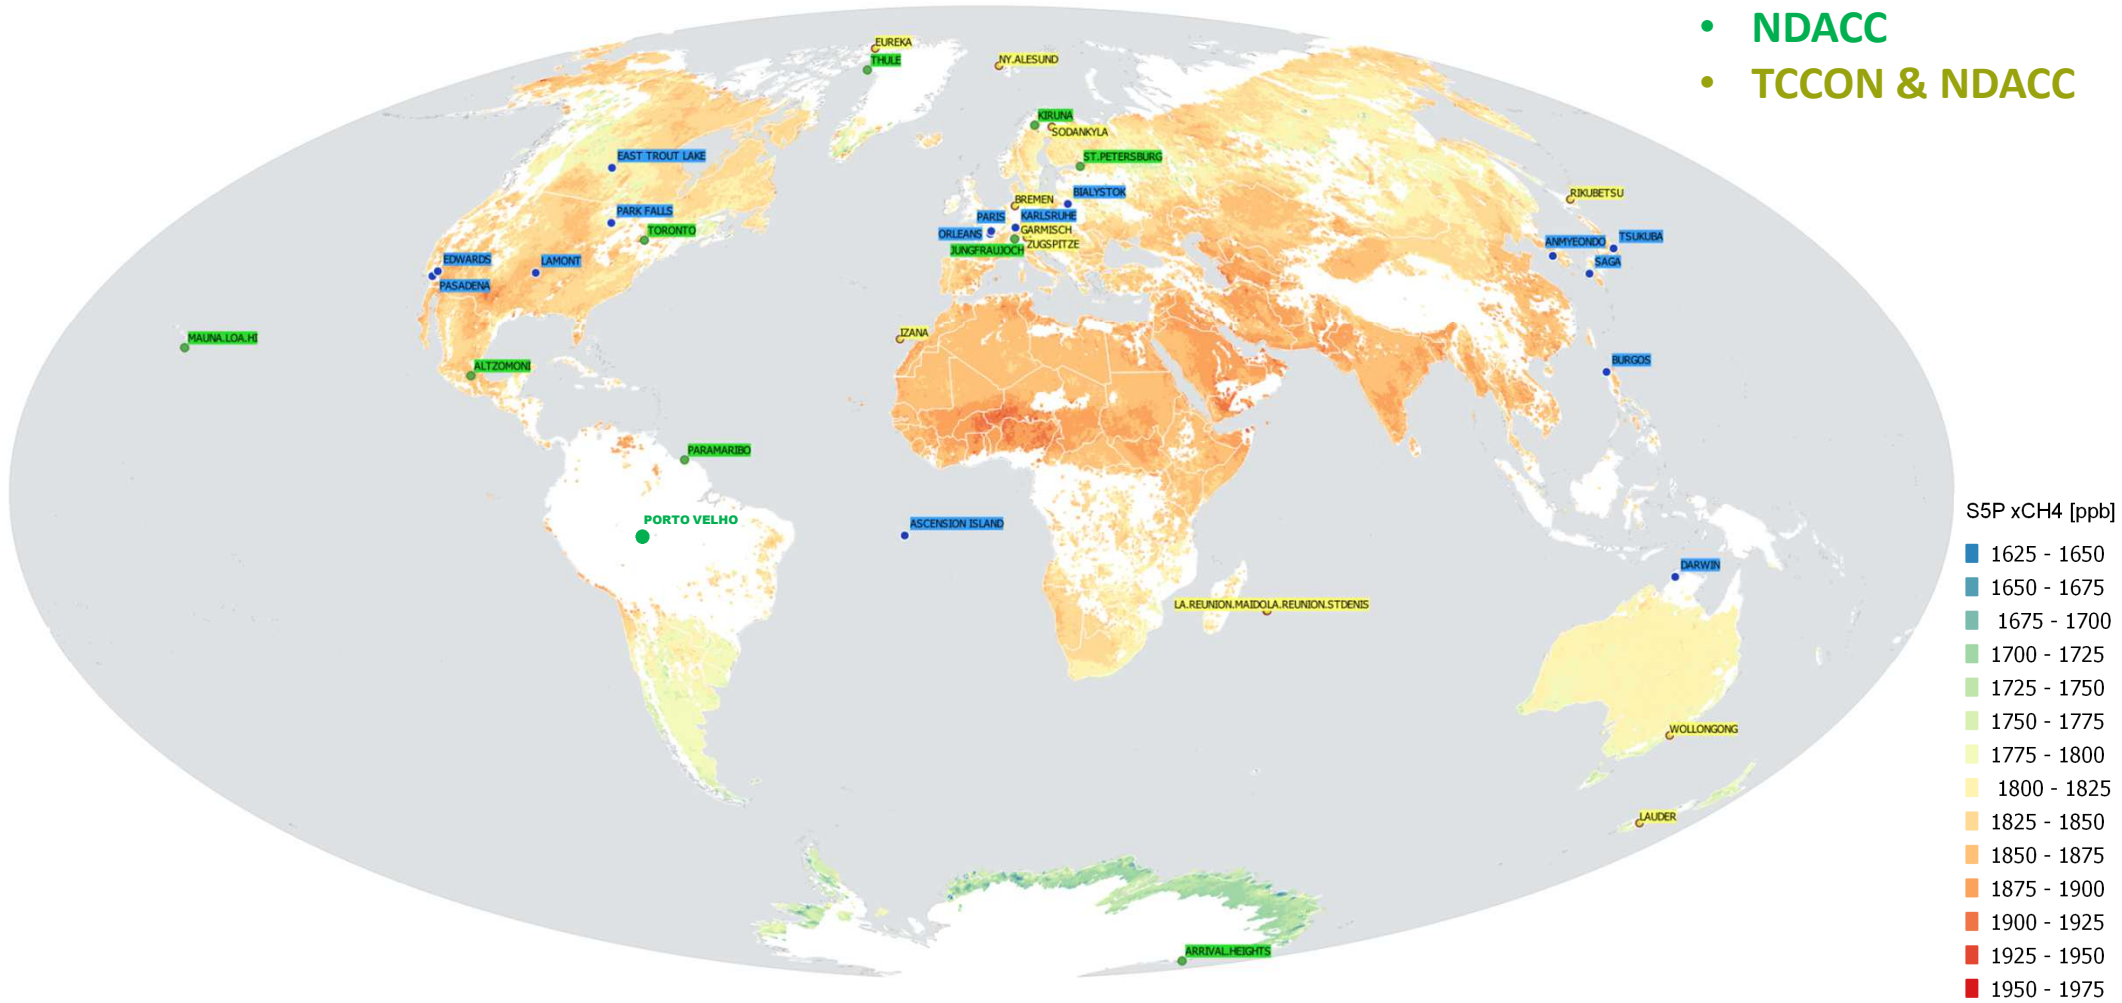 • NDACC
• TCCON & NDACC
EUREKA
THULE
NY.ALESUND
KIRUNA
SODANKYLA
EAST TROUT LAKE
ST.PETERSBURG
BIALYSTOK
RIKUBETSU
BREMEN
PARK FALLS
PARIS
KARLSRUHE
TORONTO
ORLEANS
GARMISCH
ZUGSPITZE
JUNGFRAUJOCH
ANMYEONDO
TSUKUBA
EDWARDS
LAMONT
SAGA
PASADENA
MAUNA.LOA.HI
IZANA
ALTZOMONI
BURGOS
PARAMARIBO
PORTO VELHO
ASCENSION ISLAND
DARWIN
LA.REUNION.MAIDOLA.REUNION.STDENIS
WOLLONGONG
LAUDER
ARRIVAL.HEIGHTS
S5P xCH4 [ppb]
1625 - 1650
1650 - 1675
1675 - 1700
1700 - 1725
1725 - 1750
1750 - 1775
1775 - 1800
1800 - 1825
1825 - 1850
1850 - 1875
1875 - 1900
1900 - 1925
1925 - 1950
1950 - 1975